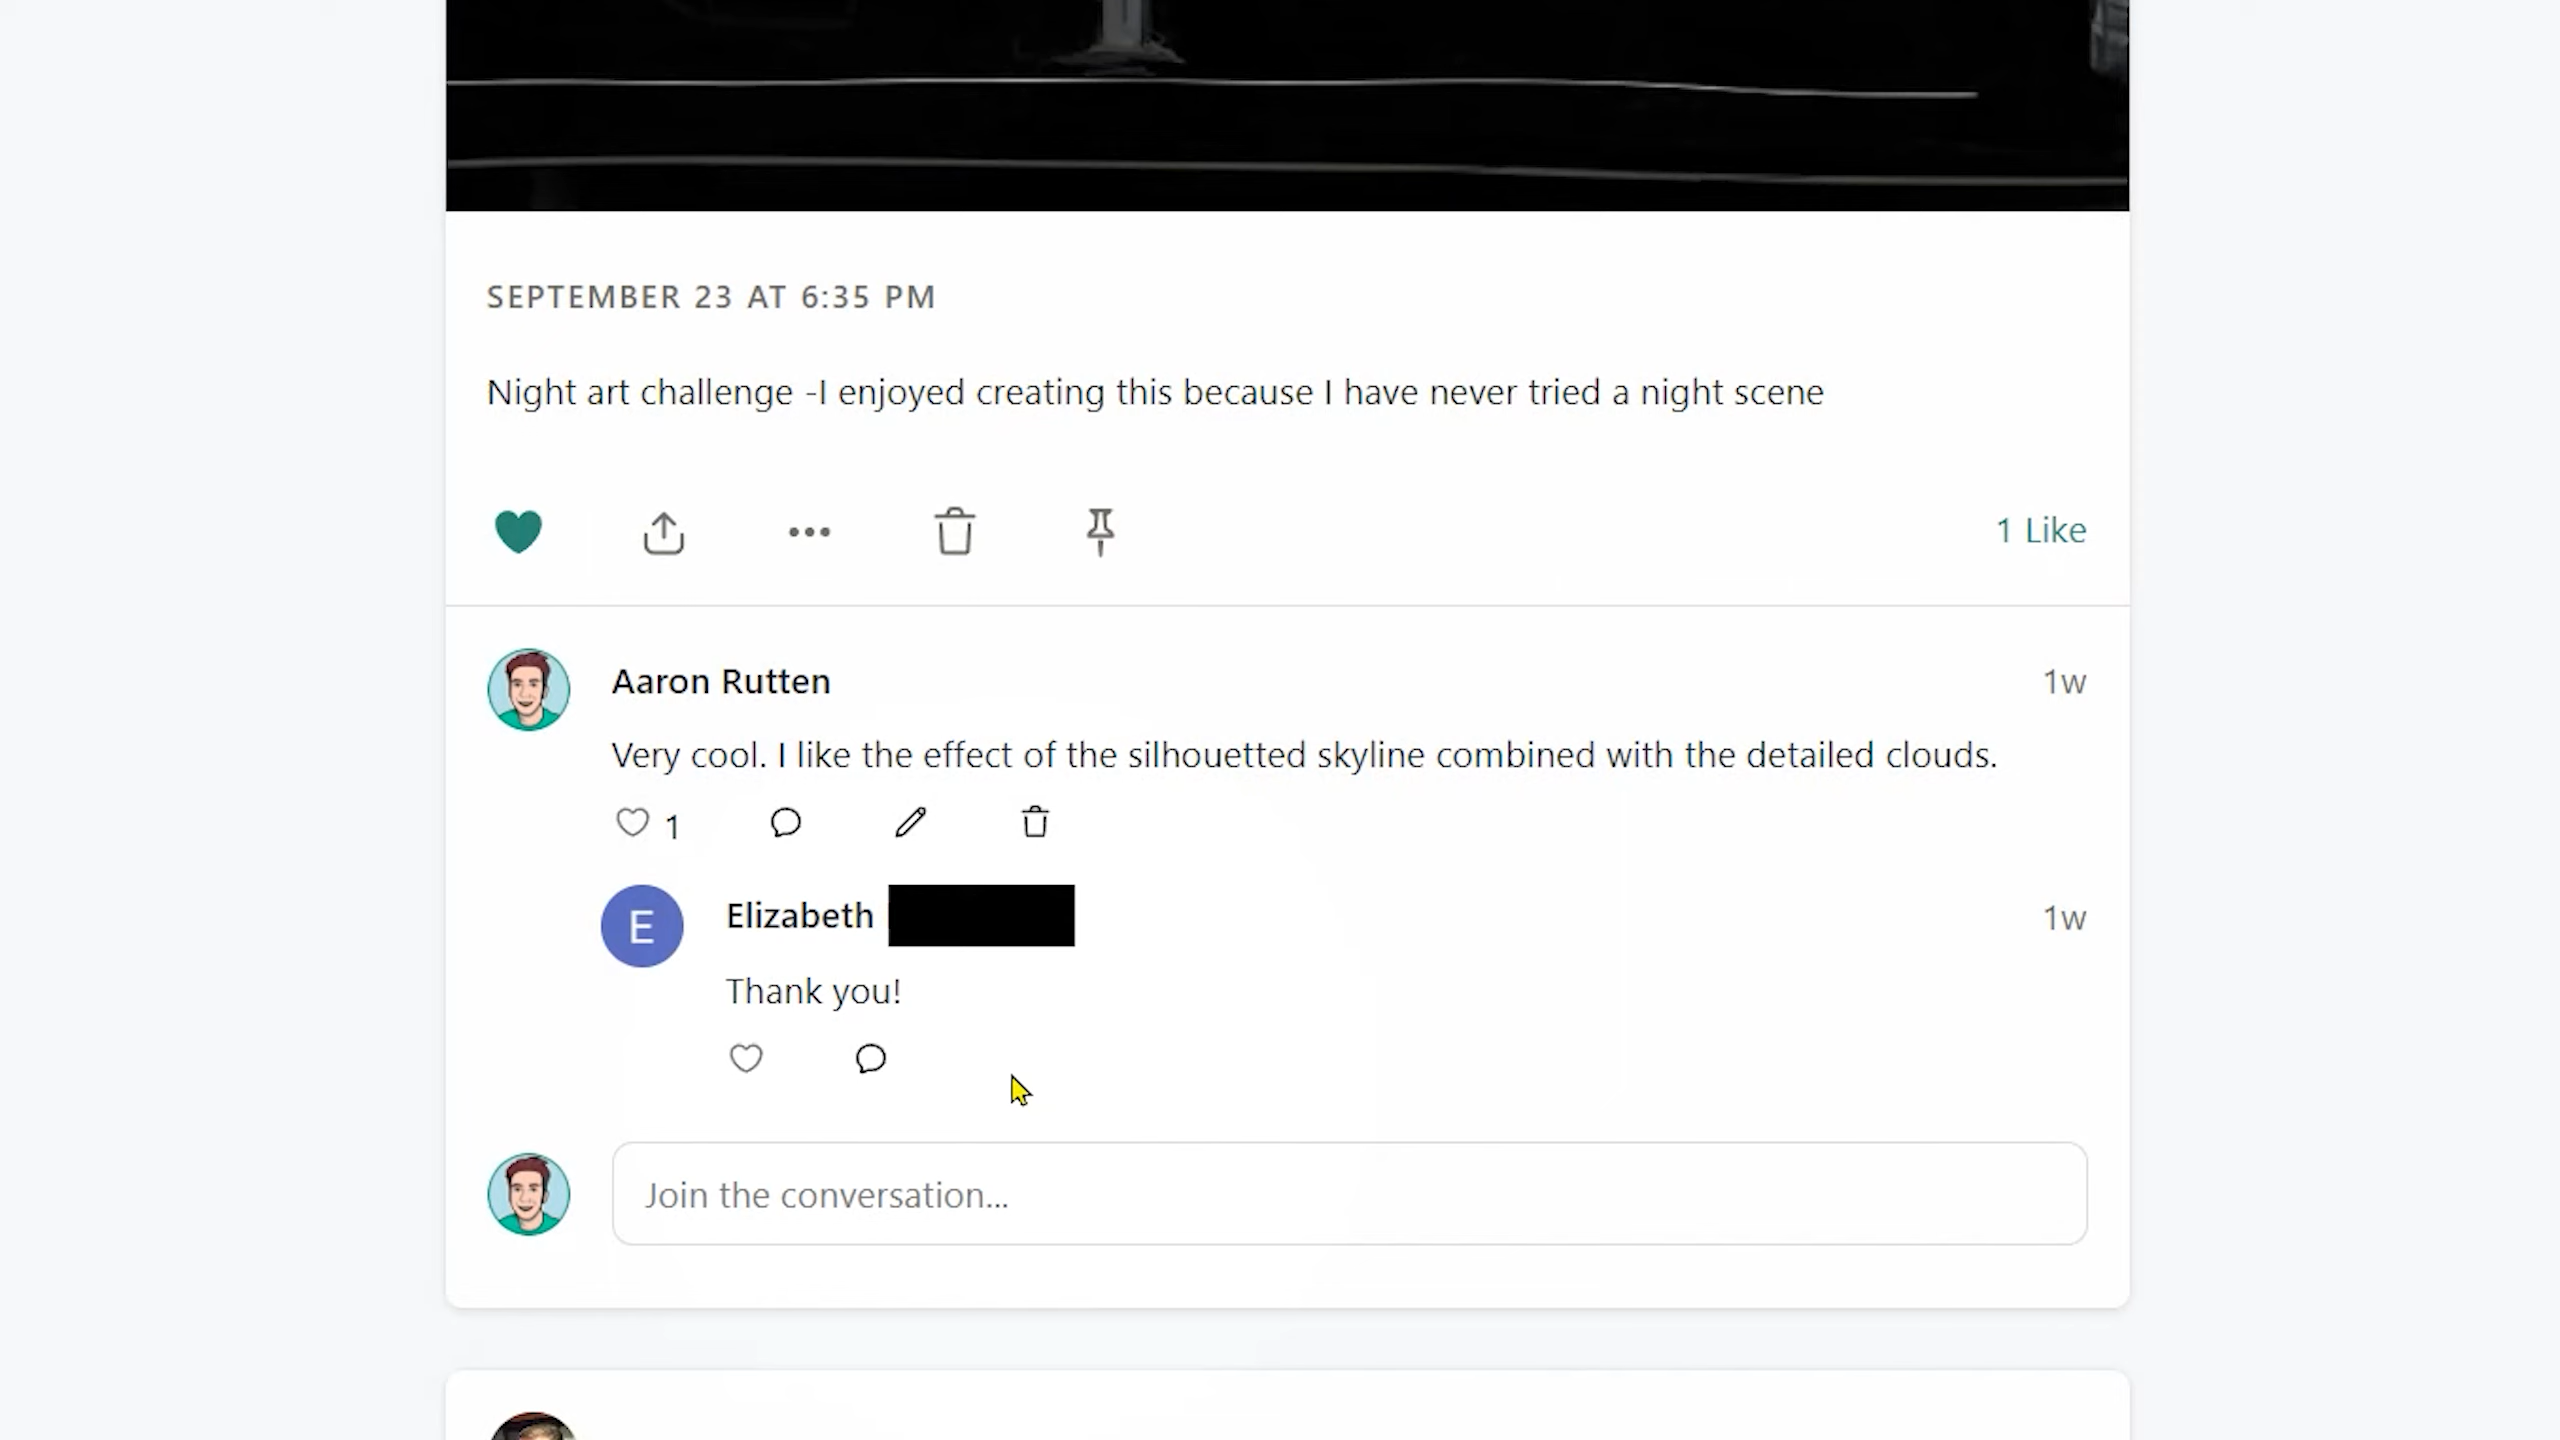 SEPTEMBER 23 AT 6:35 PM
Night art challenge -I enjoyed creating this because I have never tried a night scene
1 Like
Aaron Rutten
1w
Very cool. I like the effect of the silhouetted skyline combined with the detailed clouds.
1
E
Elizabeth
1w
Thank you!
Join the conversation...